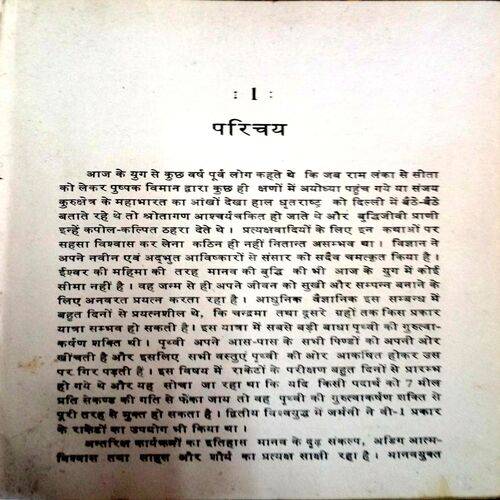 : I :
परिचय
आज के युग से कुछ वर्ष पूर्व लोग कहते थे कि जब राम लंका से सीता
को लेकर पुष्पक विमान द्वारा कुछ ही क्षणों में अयोध्या पहुंच गये या संजय
कुरुक्षेत्र के महाभारत का आंखों देखा हाल धृतराष्ट्र को दिल्ली में बैठे-बैठे
बताते रहे थे तो श्रोतागण आश्चर्यचकित हो जाते थे और बुद्धिजीवी प्राणी
इन्हें कपोल-कल्पित ठहरा देते थे । प्रत्यक्षवादियों के लिए इन कथाओं पर
सहसा विश्वास कर लेना कठिन ही नहीं नितान्त असम्भव था । विज्ञान ने
अपने नवीन एवं अद्भुत आविष्कारों से संसार को सदैव चमत्कृत किया है ।
ईश्वर की महिमा की तरह मानव की बुद्धि की भी आज के युग में कोई
सीमा नहीं है । वह जन्म से ही अपने जीवन को सुखी और सम्पन्न बनाने के
लिए अनवरत प्रयत्न करता रहा है । आधुनिक वैज्ञानिक इस सम्बन्ध में
बहुत दिनों से प्रयत्नशील थे, कि चन्द्रमा तथा दूसरे ग्रहों तक किस प्रकार
यात्रा सम्भव हो सकती है । इस यात्रा में सबसे बड़ी बाधा पृथ्वी की गुरुत्वा-
कर्षण शक्ति थी । पृथ्वी अपने आस-पास के सभी पिण्डों को अपनी ओर
खींचती है और इसलिए सभी वस्तुएं पृथ्वी की ओर आकर्षित होकर उस
पर गिर पड़ती हैं । इस विषय में राकेटों के परीक्षण बहुत दिनों से प्रारम्भ
हो गये थे और यह सोचा जा रहा था कि यदि किसी पदार्थ को 7 मील
प्रति सेकण्ड की गति से फेंका जाय तो वह पृथ्वी की गुरुत्वाकर्षण शक्ति से
पूरी तरह से मुक्त हो सकता है । द्वितीय विश्वयुद्ध में जर्मनी ने वी-1 प्रकार
के राकेटों का उपयोग भी किया था ।
अन्तरिक्ष कार्यक्रमों का इतिहास मानव के दृढ़ संकल्प, अडिग आत्म-
विश्वास तथा साहस और शौर्य का प्रत्यक्ष साक्षी रहा है । मानवयुक्त